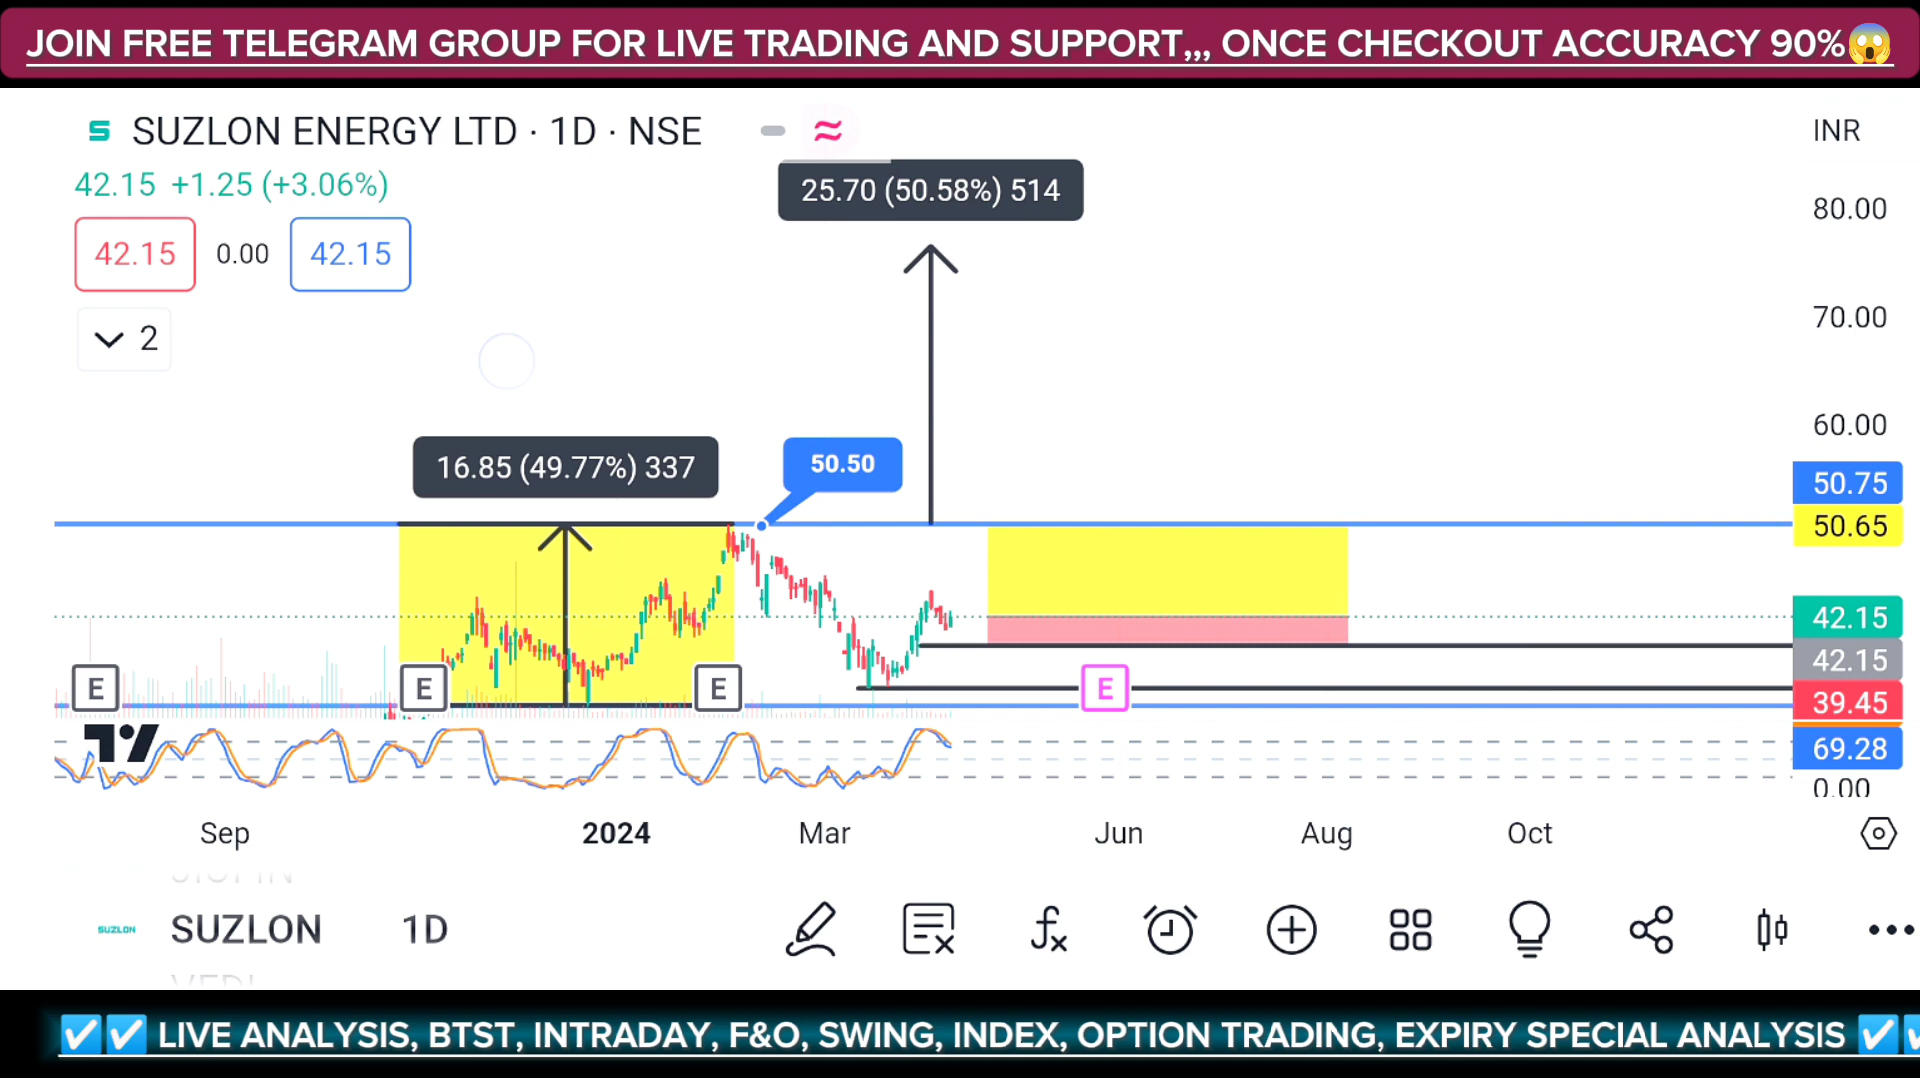 JOIN FREE TELEGRAM GROUP FOR LIVE TRADING AND SUPPORT,,, ONCE CHECKOUT ACCURACY 90%😱
SUZLON ENERGY LTD · 1D · NSE
INR
42.15 +1.25 (+3.06%)
25.70 (50.58%) 514
80.00
42.15 0.00 42.15
70.00
2
60.00
16.85 (49.77%) 337
50.50
50.75
50.65
42.15
42.15
E E E E
39.45
69.28
0.00
Sep 2024 Mar Jun Aug Oct
SUZLON SUZLON 1D
✅✅ LIVE ANALYSIS, BTST, INTRADAY, F&O, SWING, INDEX, OPTION TRADING, EXPIRY SPECIAL ANALYSIS ✅